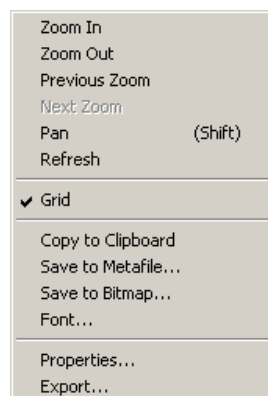 Zoom In
Zoom Out
Previous Zoom
Next Zoom
Pan (Shift)
Refresh
Grid
Copy to Clipboard
Save to Metafile...
Save to Bitmap...
Font...
Properties...
Export...